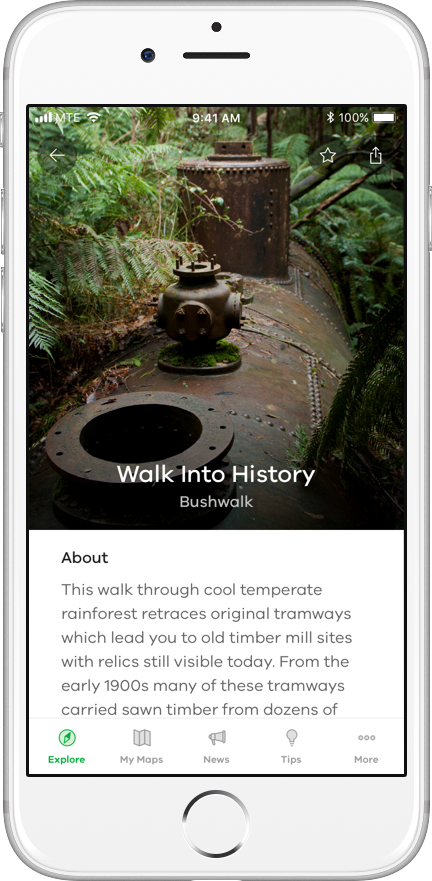 MTE 9:41 AM 100%
Walk Into History
Bushwalk
About
This walk through cool temperate
rainforest retraces original tramways
which lead you to old timber mill sites
with relics still visible today. From the
early 1900s many of these tramways
carried sawn timber from dozens of
Explore My Maps News Tips More